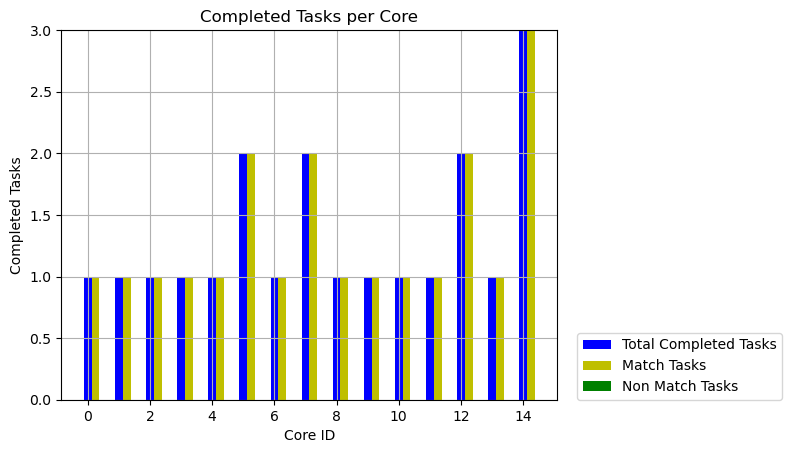 Completed Tasks per Core
3.0
2.5
2.0
1.5
1.0
0.5
0.0
Completed Tasks
0 2 4 6 8 10 12 14
Core ID
Total Completed Tasks
Match Tasks
Non Match Tasks